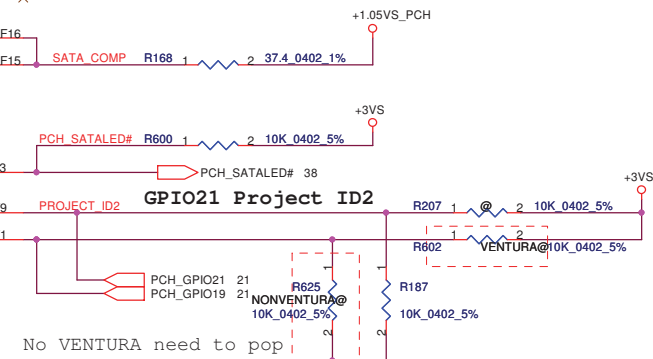 +1.05VS_PCH
F16
F15 SATA_COMP R168 1 2 37.4_0402_1%
+3VS
PCH_SATALED# R600 1 2 10K_0402_5%
3 PCH_SATALED# 38
+3VS
GPIO21 Project ID2
9 PROJECT_ID2 R207 1 @ 2 10K_0402_5%
1 R602 1 VENTURA@ 2 10K_0402_5%
PCH_GPIO21 21
PCH_GPIO19 21
1 1
R625 R187
NONVENTURA@
10K_0402_5% 10K_0402_5%
2 2
No VENTURA need to pop